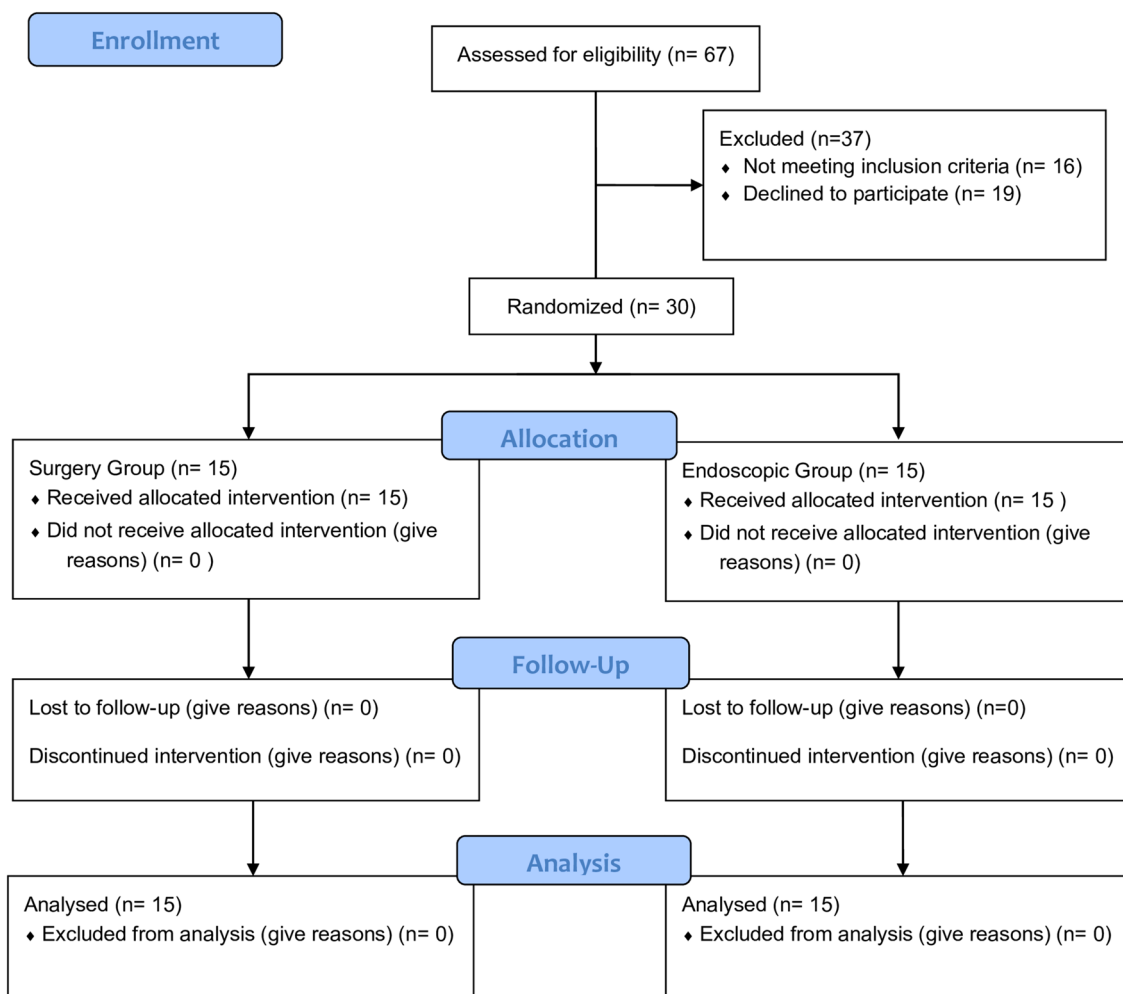 Enrollment
Assessed for eligibility (n= 67)
Excluded (n=37)
♦ Not meeting inclusion criteria (n= 16)
♦ Declined to participate (n= 19)
Randomized (n= 30)
Allocation
Surgery Group (n= 15)
♦ Received allocated intervention (n= 15)
♦ Did not receive allocated intervention (give
reasons) (n= 0 )
Endoscopic Group (n= 15)
♦ Received allocated intervention (n= 15 )
♦ Did not receive allocated intervention (give
reasons) (n= 0)
Follow-Up
Lost to follow-up (give reasons) (n= 0)
Discontinued intervention (give reasons) (n= 0)
Lost to follow-up (give reasons) (n=0)
Discontinued intervention (give reasons) (n= 0)
Analysis
Analysed (n= 15)
♦ Excluded from analysis (give reasons) (n= 0)
Analysed (n= 15)
♦ Excluded from analysis (give reasons) (n= 0)